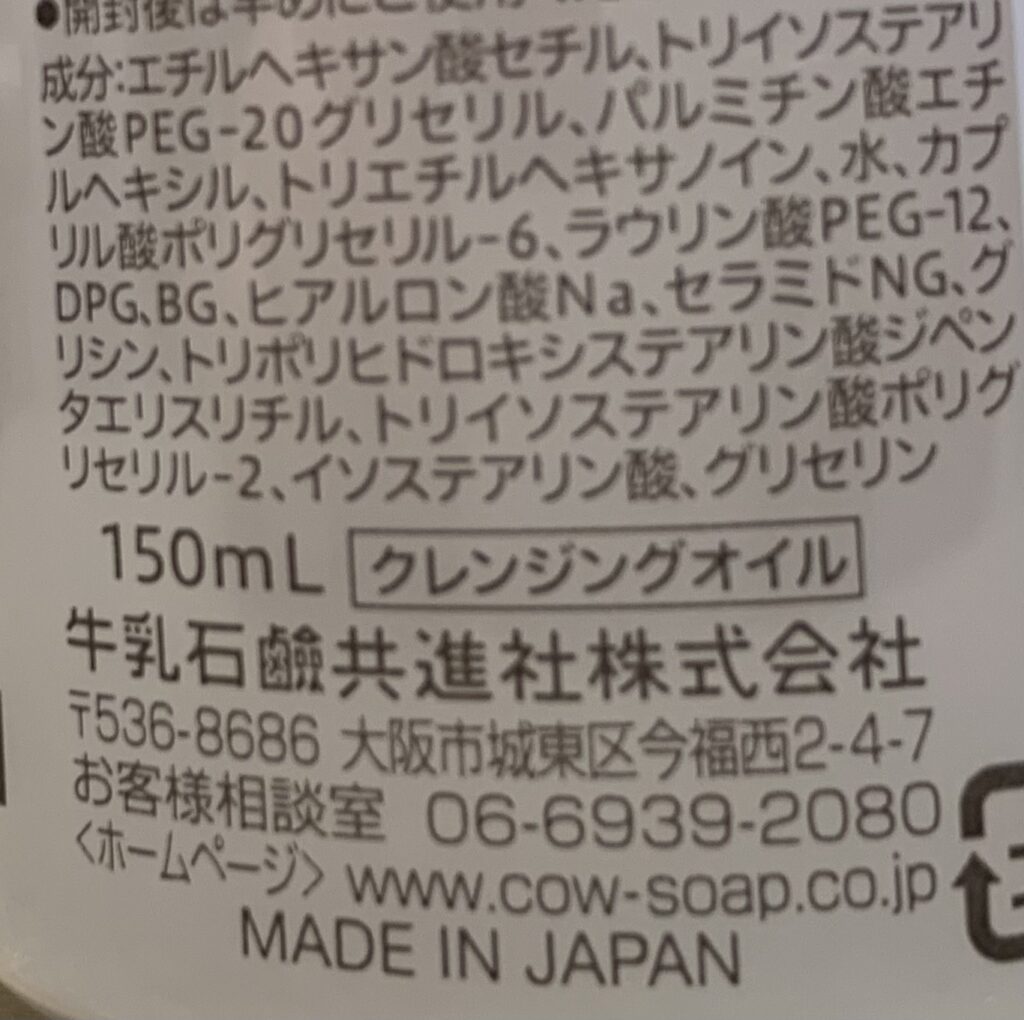 ●開封後は早めにご使用
成分:エチルヘキサン酸セチル、トリイソステアリ
ン酸PEG-20グリセリル、パルミチン酸エチ
ルヘキシル、トリエチルヘキサノイン、水、カプ
リル酸ポリグリセリル-6、ラウリン酸PEG-12、
DPG、BG、ヒアルロン酸Na、セラミドNG、グ
リシン、トリポリヒドロキシステアリン酸ジペン
タエリスリチル、トリイソステアリン酸ポリグ
リセリル-2、イソステアリン酸、グリセリン
150mL クレンジングオイル
牛乳石鹼共進社株式会社
〒536-8686 大阪市城東区今福西2-4-7
お客様相談室 06-6939-2080
〈ホームページ〉www.cow-soap.co.jp
MADE IN JAPAN